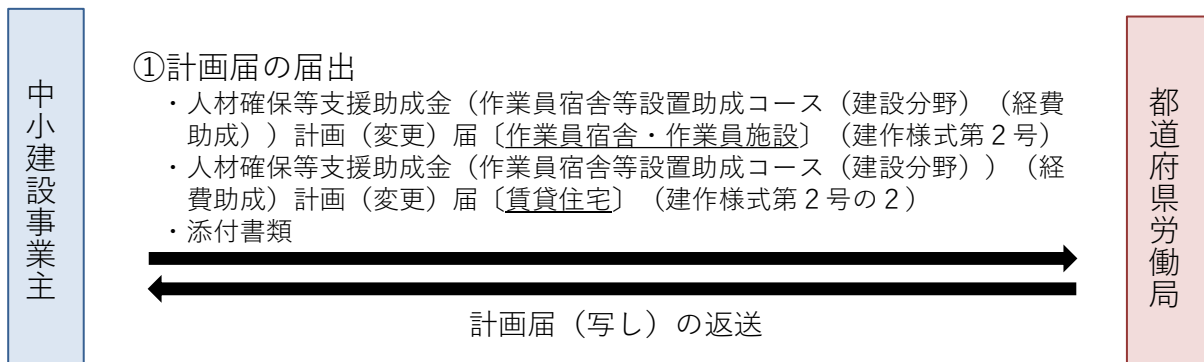 中小建設事業主
①計画届の届出
・人材確保等支援助成金（作業員宿舎等設置助成コース（建設分野）（経費
助成））計画（変更）届〔作業員宿舎・作業員施設〕（建作様式第２号）
・人材確保等支援助成金（作業員宿舎等設置助成コース（建設分野））（経
費助成）計画（変更）届〔賃貸住宅〕（建作様式第２号の２）
・添付書類
計画届（写し）の返送
都道府県労働局